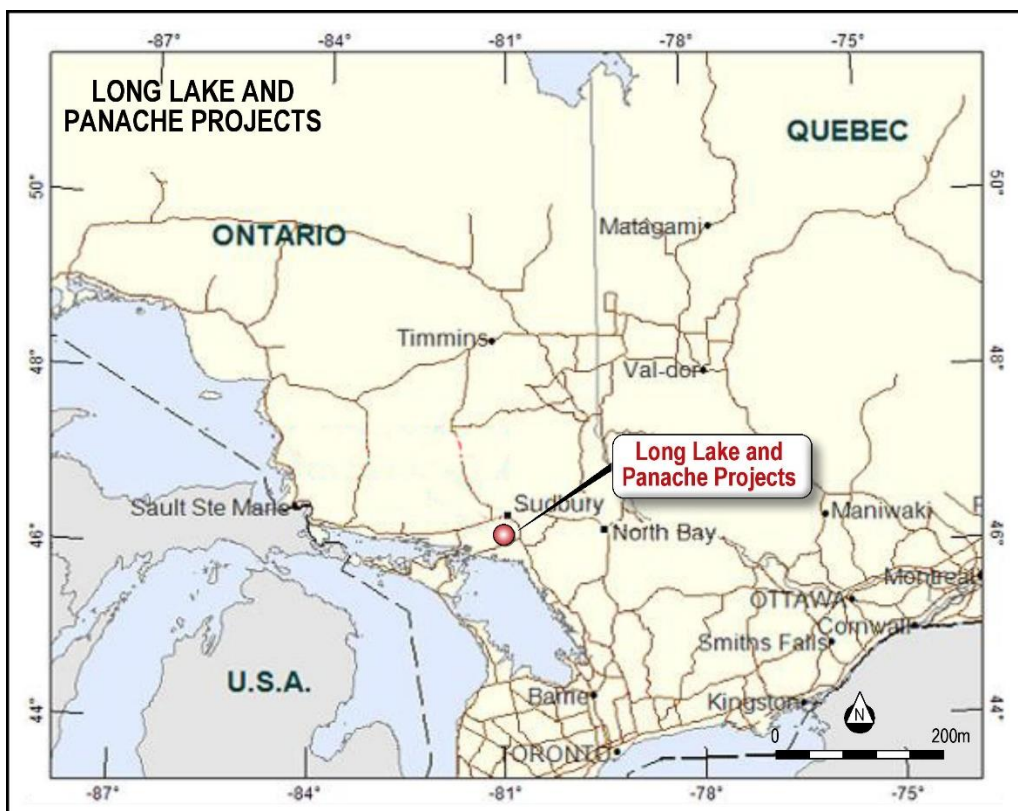 -87°
-84°
-81°
-78°
-75°
LONG LAKE AND
PANACHE PROJECTS
QUEBEC
50°
50°
ONTARIO
Matagami
Timmins
48°
Val-dor
48°
Long Lake and
Panache Projects
Sault Ste Marie
Sudbury
Maniwaki
46°
North Bay
46°
Montreal
OTTAWA
Cornwall
Smiths Falls
U.S.A.
Barrie
Kingston
44°
44°
N
0
200m
TORONTO
-87°
-84°
-81°
-78°
-75°